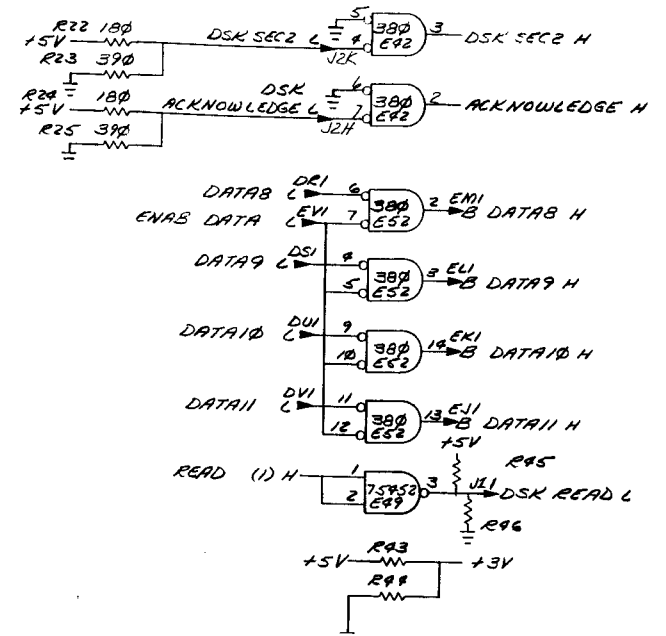 R22 180
+5V
R23 390
DSK SEC2 L
J2K
5
4
380
E42
3
DSK SEC2 H
R24 180
+5V
R25 390
DSK
ACKNOWLEDGE L
J2H
6
7
380
E42
2
ACKNOWLEDGE H
DATA8 L DR1 6
ENAB DATA L EV1 7
380
E52
2 EM1
B DATA8 H
DATA9 L DS1 4
5
380
E52
3 EL1
B DATA9 H
DATA10 L DU1 9
10
380
E52
14 EK1
B DATA10 H
DATA11 L DV1 11
12
380
E52
13 EJ1
B DATA11 H
READ (1) H
1
2
75452
E49
3
+5V
R45
J11
DSK READ L
R46
R43
+5V
+3V
R44